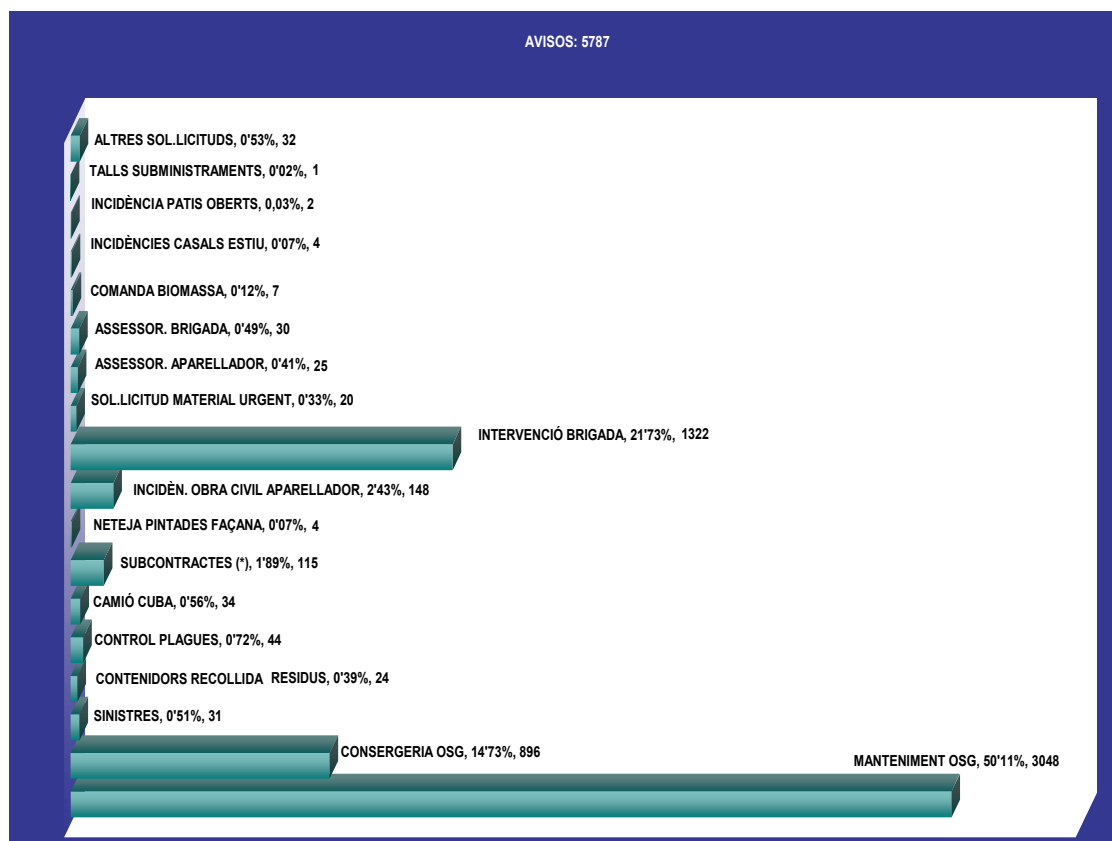 AVISOS: 5787
ALTRES SOL.LICITUDS, 0'53%, 32
TALLS SUBMINISTRAMENTS, 0'02%, 1
INCIDÈNCIA PATIS OBERTS, 0,03%, 2
INCIDÈNCIES CASALS ESTIU, 0'07%, 4
COMANDA BIOMASSA, 0'12%, 7
ASSESSOR. BRIGADA, 0'49%, 30
ASSESSOR. APARELLADOR, 0'41%, 25
SOL.LICITUD MATERIAL URGENT, 0'33%, 20
INTERVENCIÓ BRIGADA, 21'73%, 1322
INCIDÈN. OBRA CIVIL APARELLADOR, 2'43%, 148
NETEJA PINTADES FAÇANA, 0'07%, 4
SUBCONTRACTES (*), 1'89%, 115
CAMIÓ CUBA, 0'56%, 34
CONTROL PLAGUES, 0'72%, 44
CONTENIDORS RECOLLIDA RESIDUS, 0'39%, 24
SINISTRES, 0'51%, 31
CONSERGERIA OSG, 14'73%, 896
MANTENIMENT OSG, 50'11%, 3048